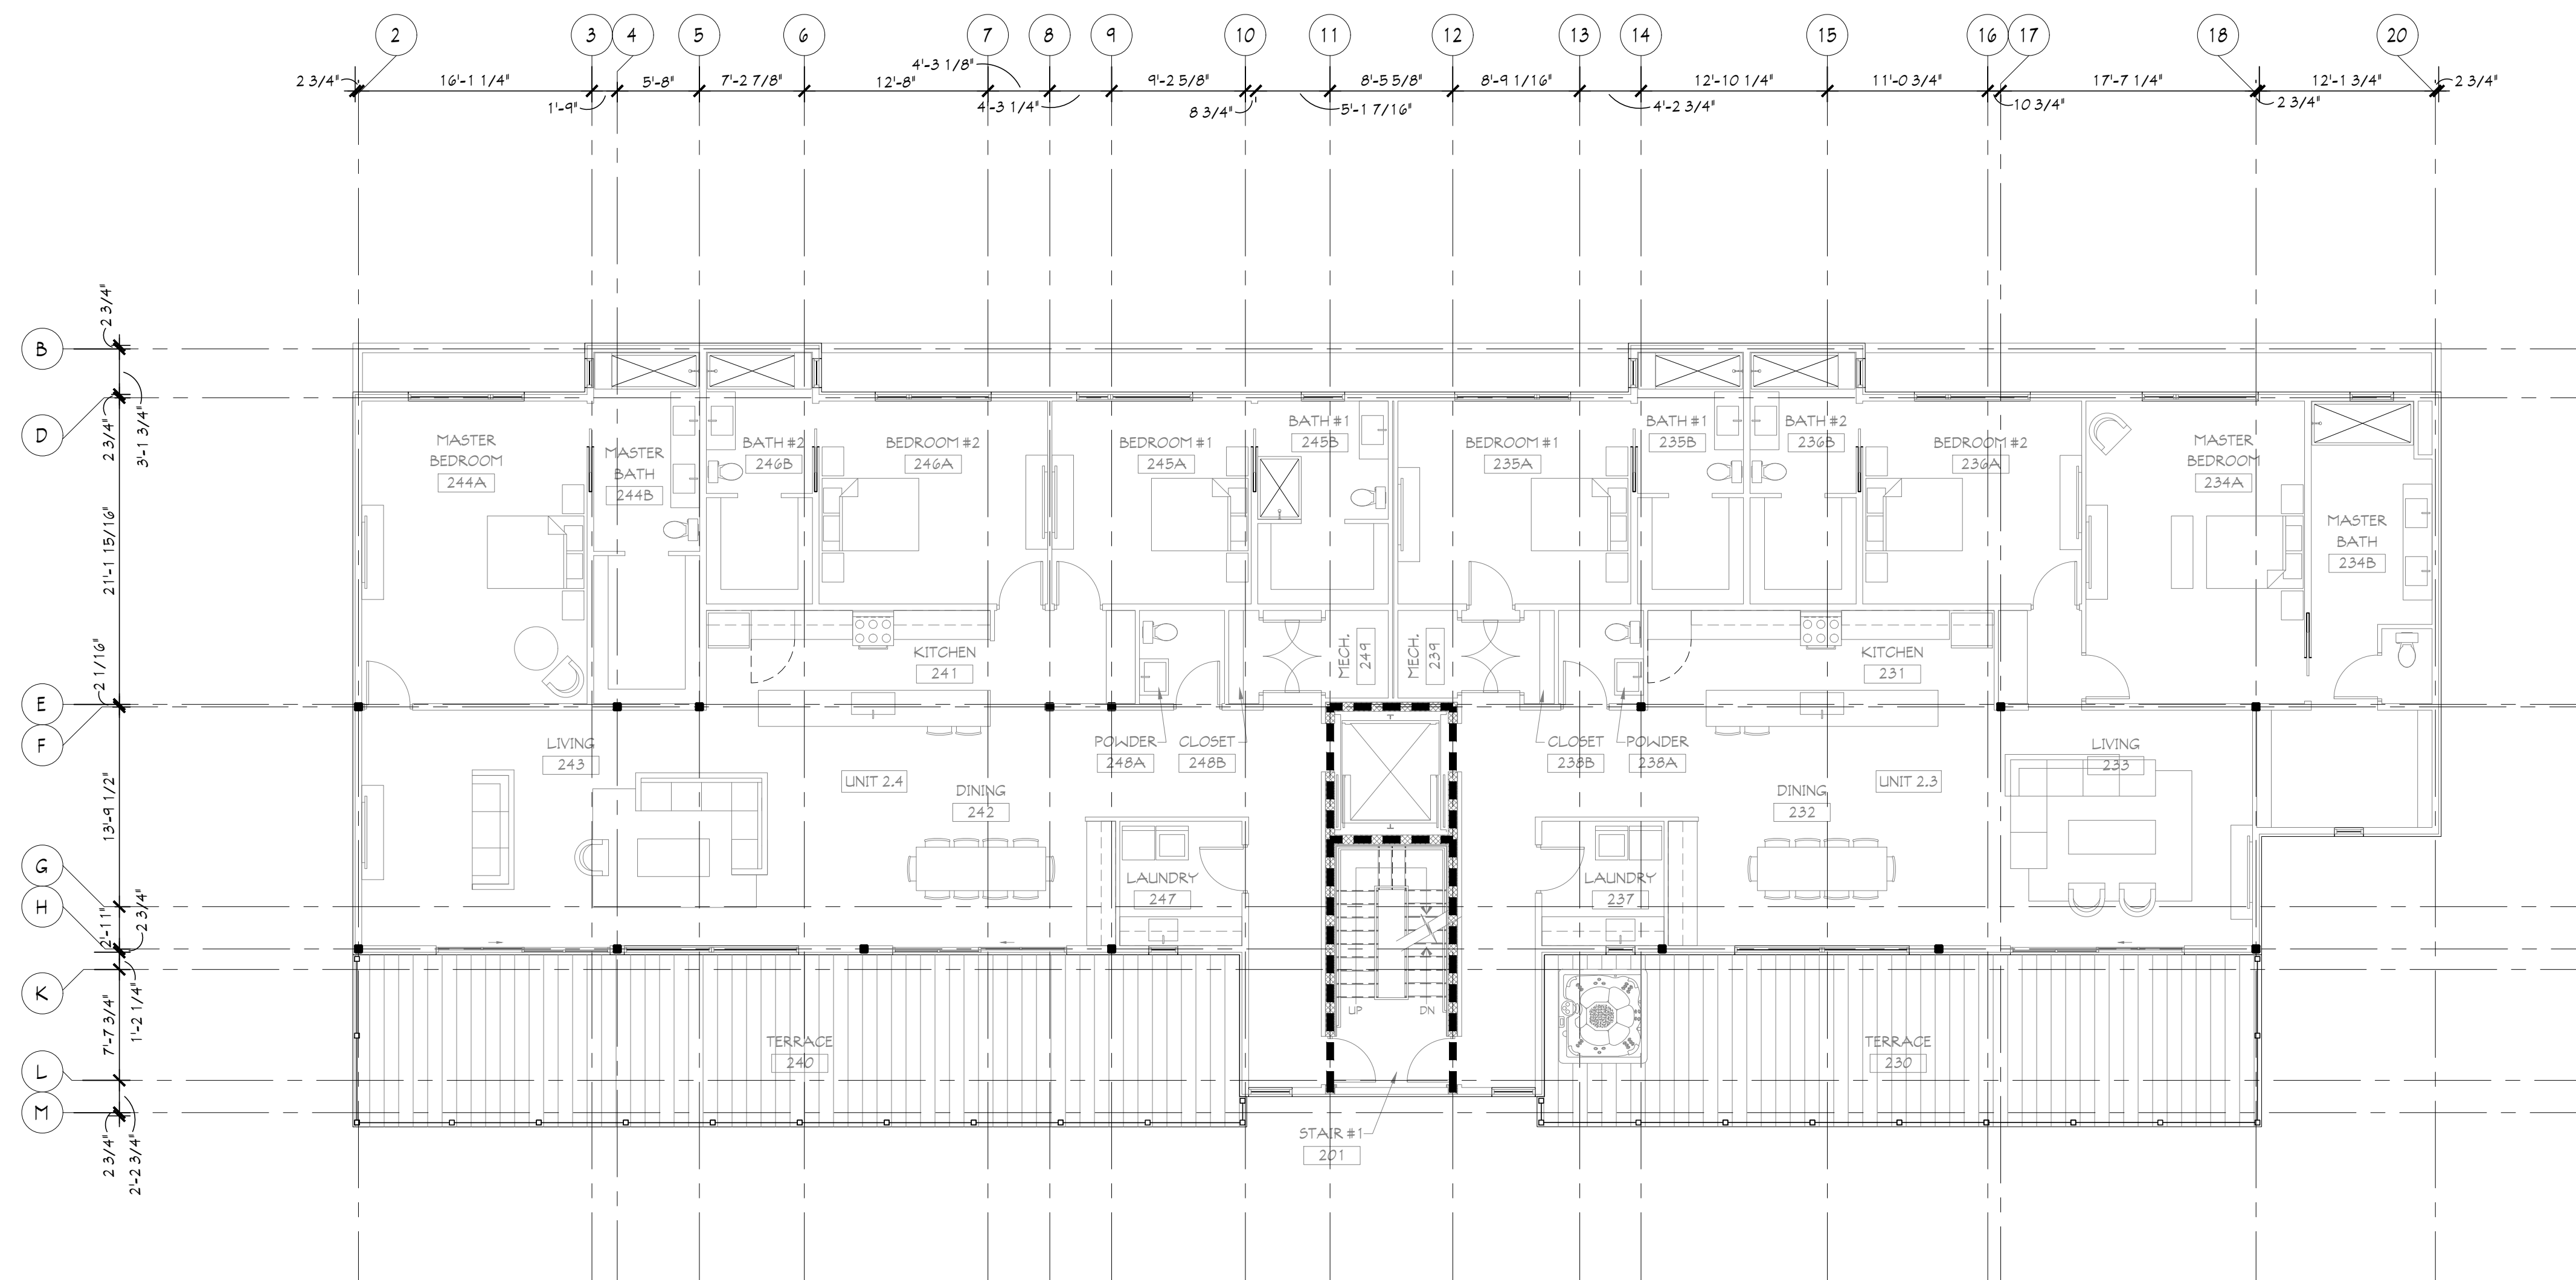 2 3 4 5 6 7 8 9 10 11 12 13 14 15 16 17 18 20
2 3/4" 16'-1 1/4" 1'-9" 5'-8" 7'-2 7/8" 12'-8" 4'-3 1/8" 4'-3 1/4" 9'-2 5/8" 8 3/4" 5'-1 7/16" 8'-5 5/8" 8'-9 1/16" 4'-2 3/4" 12'-10 1/4" 11'-0 3/4" 10 3/4" 17'-7 1/4" 2 3/4" 12'-1 3/4" 2 3/4"
B
D
E
F
G
H
K
L
M
2 3/4"
3'-1 3/4"
2 3/4"
21'-1 15/16"
2 1/16"
13'-9 1/2"
2'-11"
2 3/4"
1'-2 1/4"
7'-7 3/4"
2 3/4"
2'-2 3/4"
MASTER
BEDROOM
244A
MASTER
BATH
244B
BATH #2
246B
BEDROOM #2
246A
BEDROOM #1
245A
BATH #1
245B
BEDROOM #1
235A
BATH #1
235B
BATH #2
236B
BEDROOM #2
236A
MASTER
BEDROOM
234A
MASTER
BATH
234B
KITCHEN
241
MECH.
249
MECH.
239
KITCHEN
231
LIVING
243
UNIT 2.4
DINING
242
POWDER
248A
CLOSET
248B
CLOSET
238B
POWDER
238A
DINING
232
UNIT 2.3
LIVING
233
LAUNDRY
247
LAUNDRY
237
UP
DN
TERRACE
240
TERRACE
230
STAIR #1
201